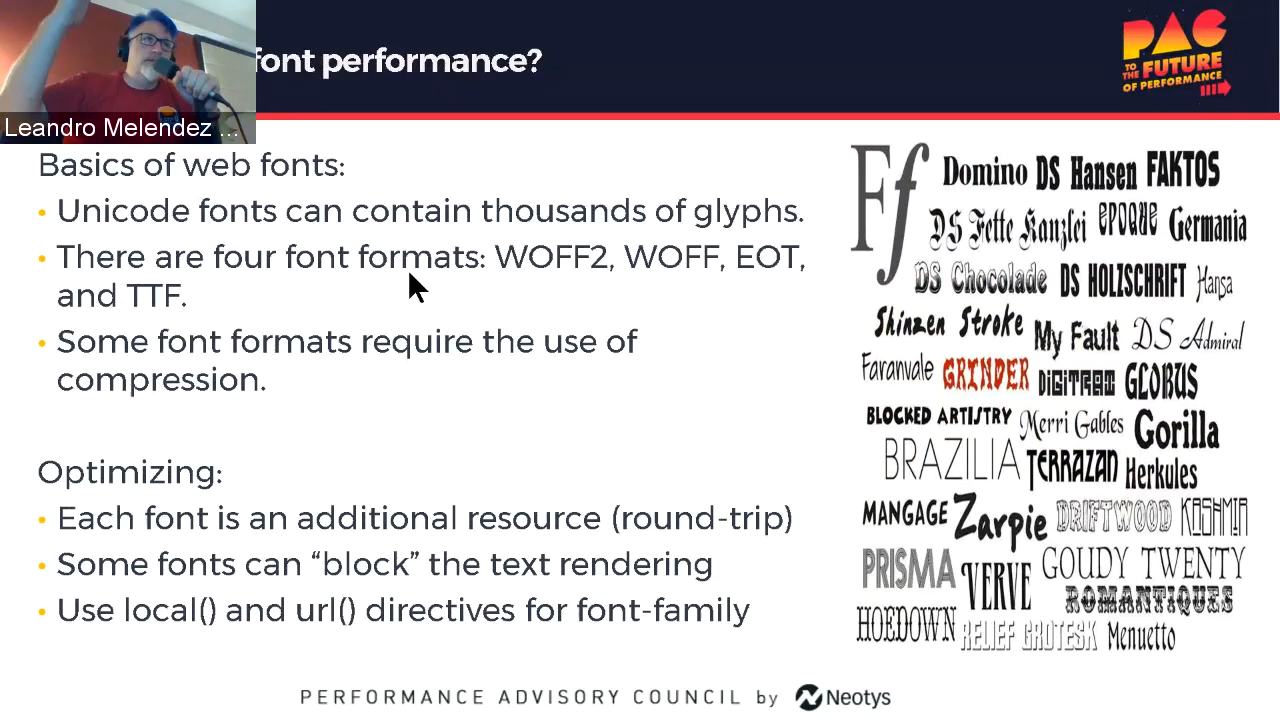 font performance?
PAC
TO THE FUTURE
OF PERFORMANCE
Leandro Melendez ...
Basics of web fonts:
• Unicode fonts can contain thousands of glyphs.
• There are four font formats: WOFF2, WOFF, EOT,
and TTF.
• Some font formats require the use of
compression.
Optimizing:
• Each font is an additional resource (round-trip)
• Some fonts can “block” the text rendering
• Use local() and url() directives for font-family
Ff
Domino DS Hansen FAKTOS
DS Fette Kanzlei EPOQUE Germania
DS Chocolade DS HOLZSCHRIFT Hansa
Shinzen Stroke My Fault DS Admiral
Faranvale GRINDER DIGITRAI GLOBUS
BLOCKED ARTISTRY Merri Gables Gorilla
BRAZILIA TERRAZAN Herkules
MANGAGE Zarpie DRIFTWOOD KASHMIR
PRISMA VERVE GOUDY TWENTY
ROMANTIQUES
HOEDOWN RELIEF GROTESK Menuetto
PERFORMANCE ADVISORY COUNCIL by Neotys